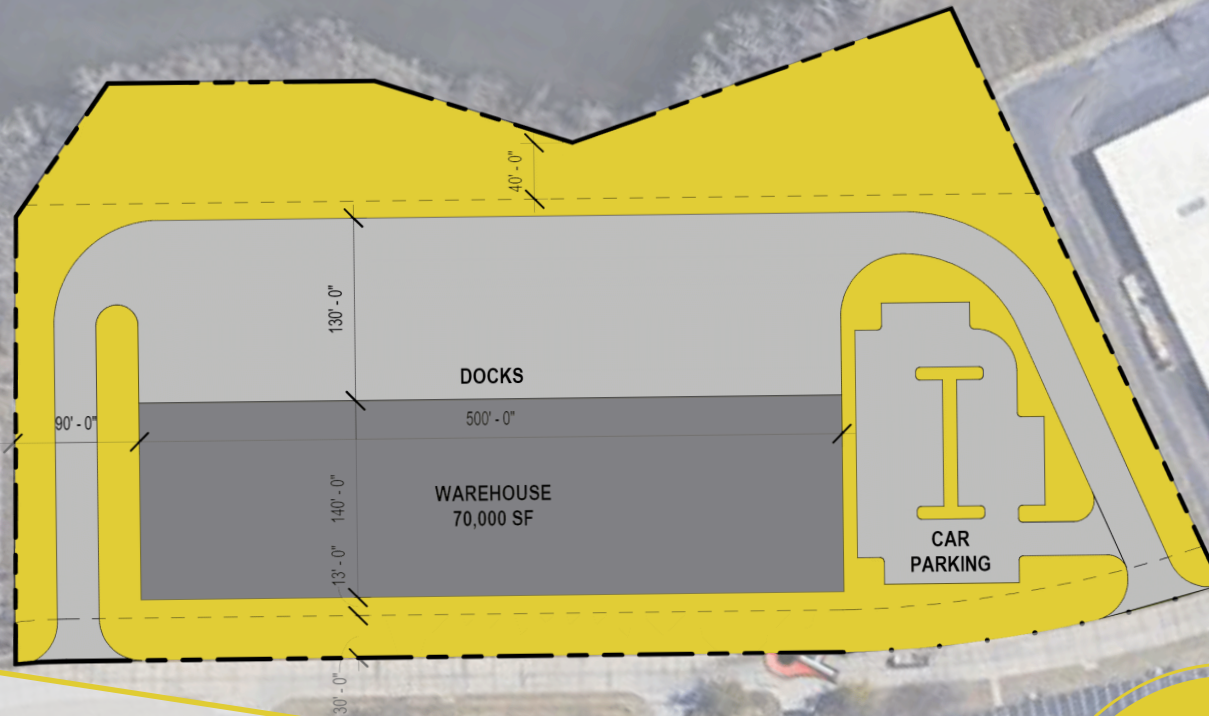 40' - 0"
130' - 0"
DOCKS
90' - 0"
500' - 0"
140' - 0"
WAREHOUSE
70,000 SF
13' - 0"
CAR
PARKING
30' - 0"